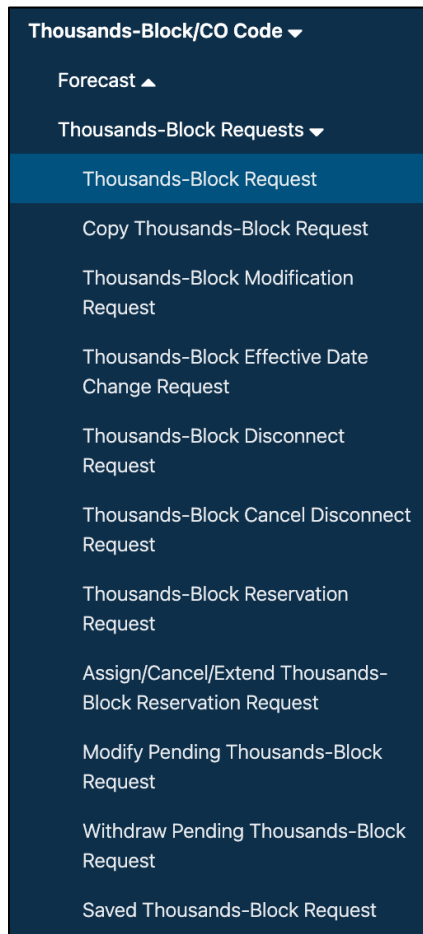 Thousands-Block/CO Code
Forecast
Thousands-Block Requests
Thousands-Block Request
Copy Thousands-Block Request
Thousands-Block Modification
Request
Thousands-Block Effective Date
Change Request
Thousands-Block Disconnect
Request
Thousands-Block Cancel Disconnect
Request
Thousands-Block Reservation
Request
Assign/Cancel/Extend Thousands-
Block Reservation Request
Modify Pending Thousands-Block
Request
Withdraw Pending Thousands-Block
Request
Saved Thousands-Block Request